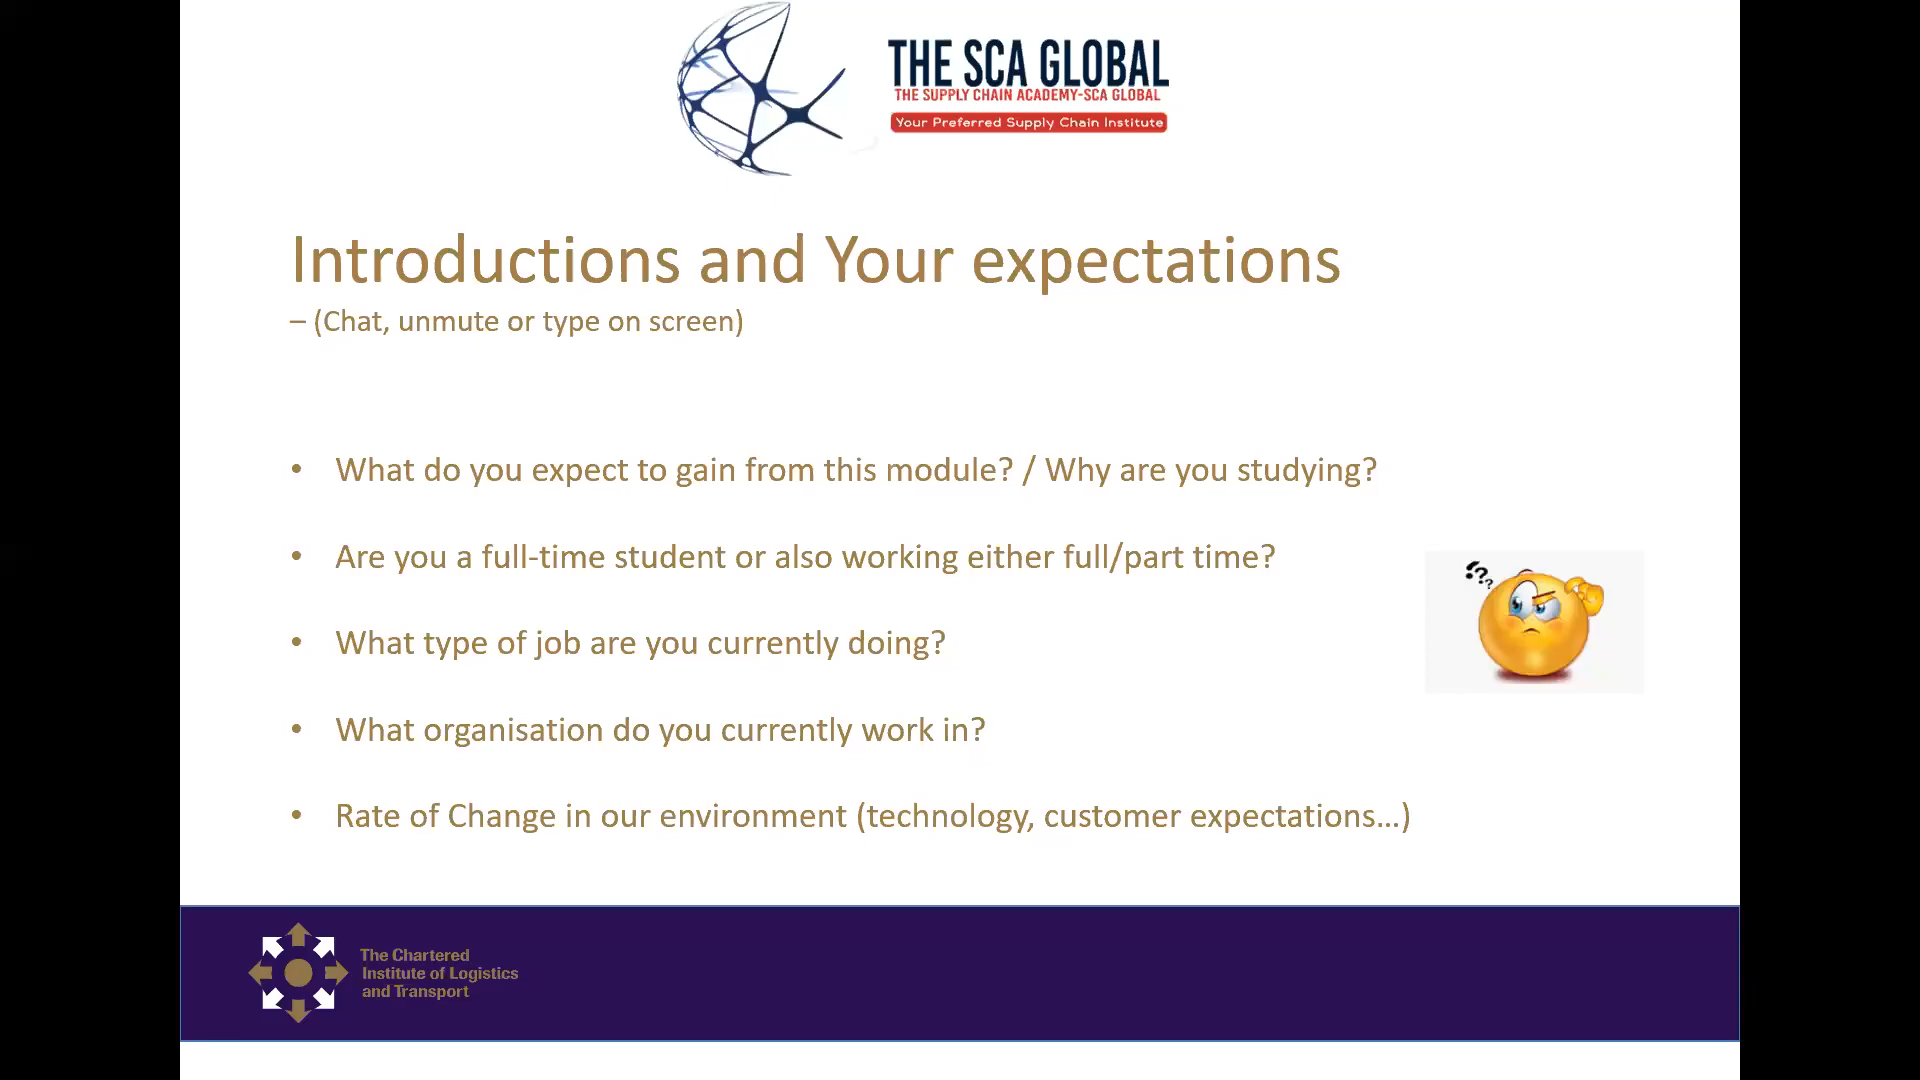 THE SCA GLOBAL
THE SUPPLY CHAIN ACADEMY-SCA GLOBAL
Your Preferred Supply Chain Institute
Introductions and Your expectations
– (Chat, unmute or type on screen)
• What do you expect to gain from this module? / Why are you studying?
• Are you a full-time student or also working either full/part time?
• What type of job are you currently doing?
• What organisation do you currently work in?
• Rate of Change in our environment (technology, customer expectations...)
???
The Chartered
Institute of Logistics
and Transport